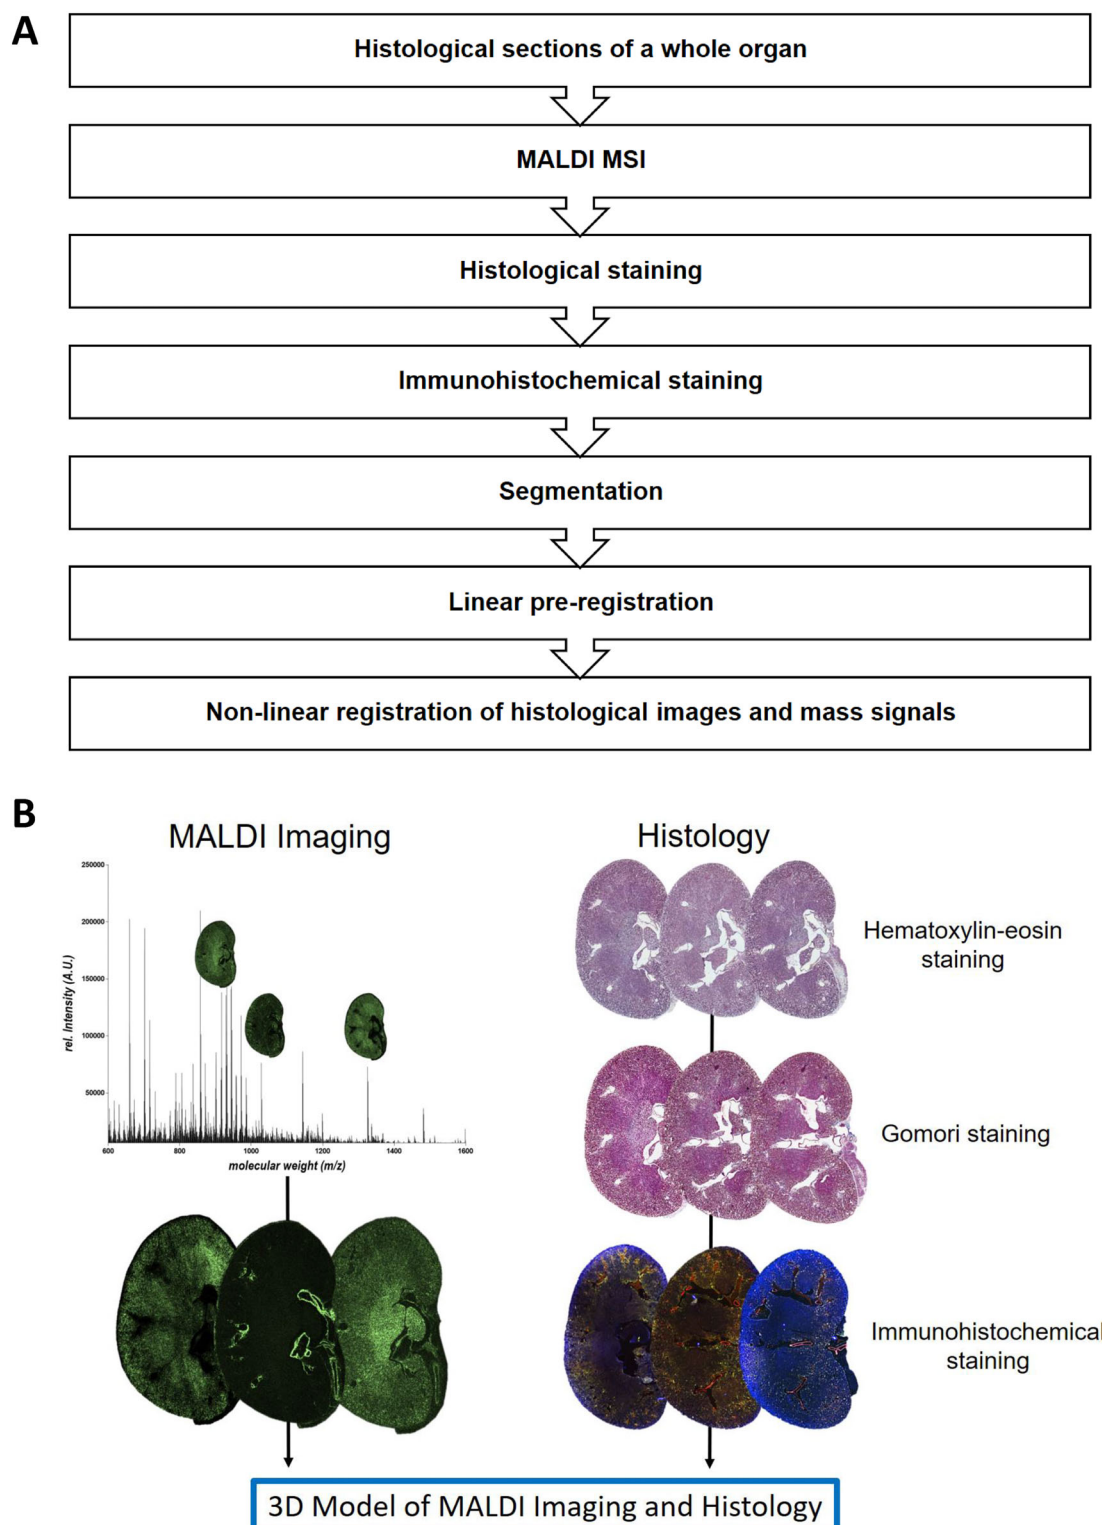 A
Histological sections of a whole organ
MALDI MSI
Histological staining
Immunohistochemical staining
Segmentation
Linear pre-registration
Non-linear registration of histological images and mass signals
B
MALDI Imaging
Histology
250000
200000
150000
100000
50000
rel. Intensity (A.U.)
600
800
1000
1200
1400
1600
molecular weight (m/z)
Hematoxylin-eosin
staining
Gomori staining
Immunohistochemical
staining
3D Model of MALDI Imaging and Histology